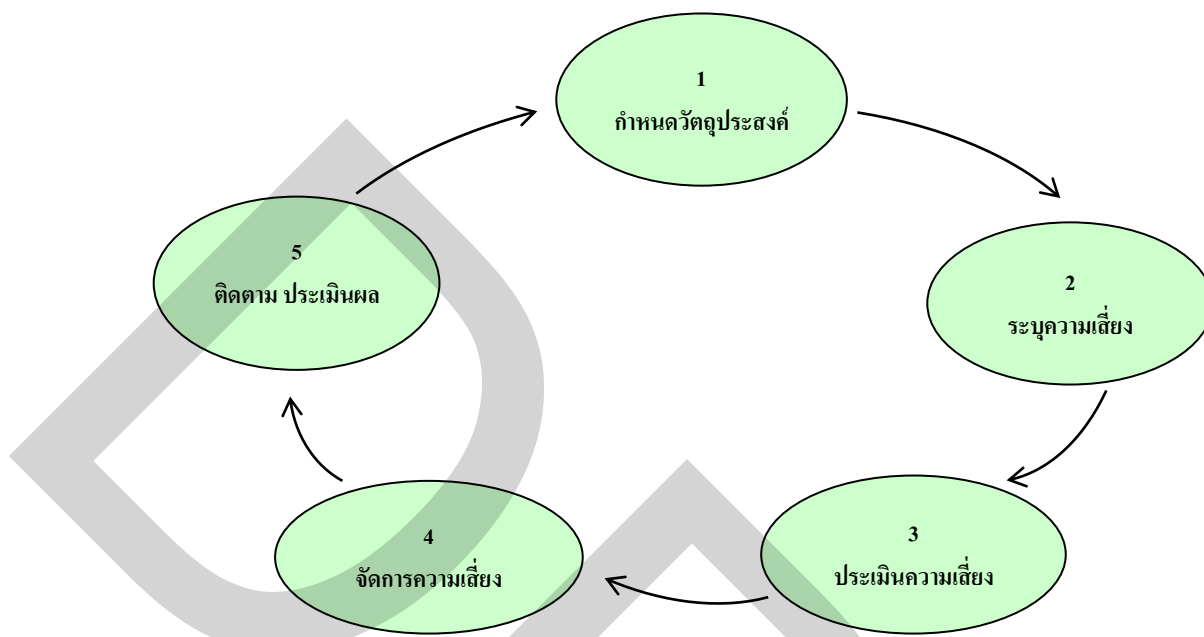 1
กำหนดวัตถุประสงค์
2
ระบุความเสี่ยง
3
ประเมินความเสี่ยง
4
จัดการความเสี่ยง
5
ติดตาม ประเมินผล